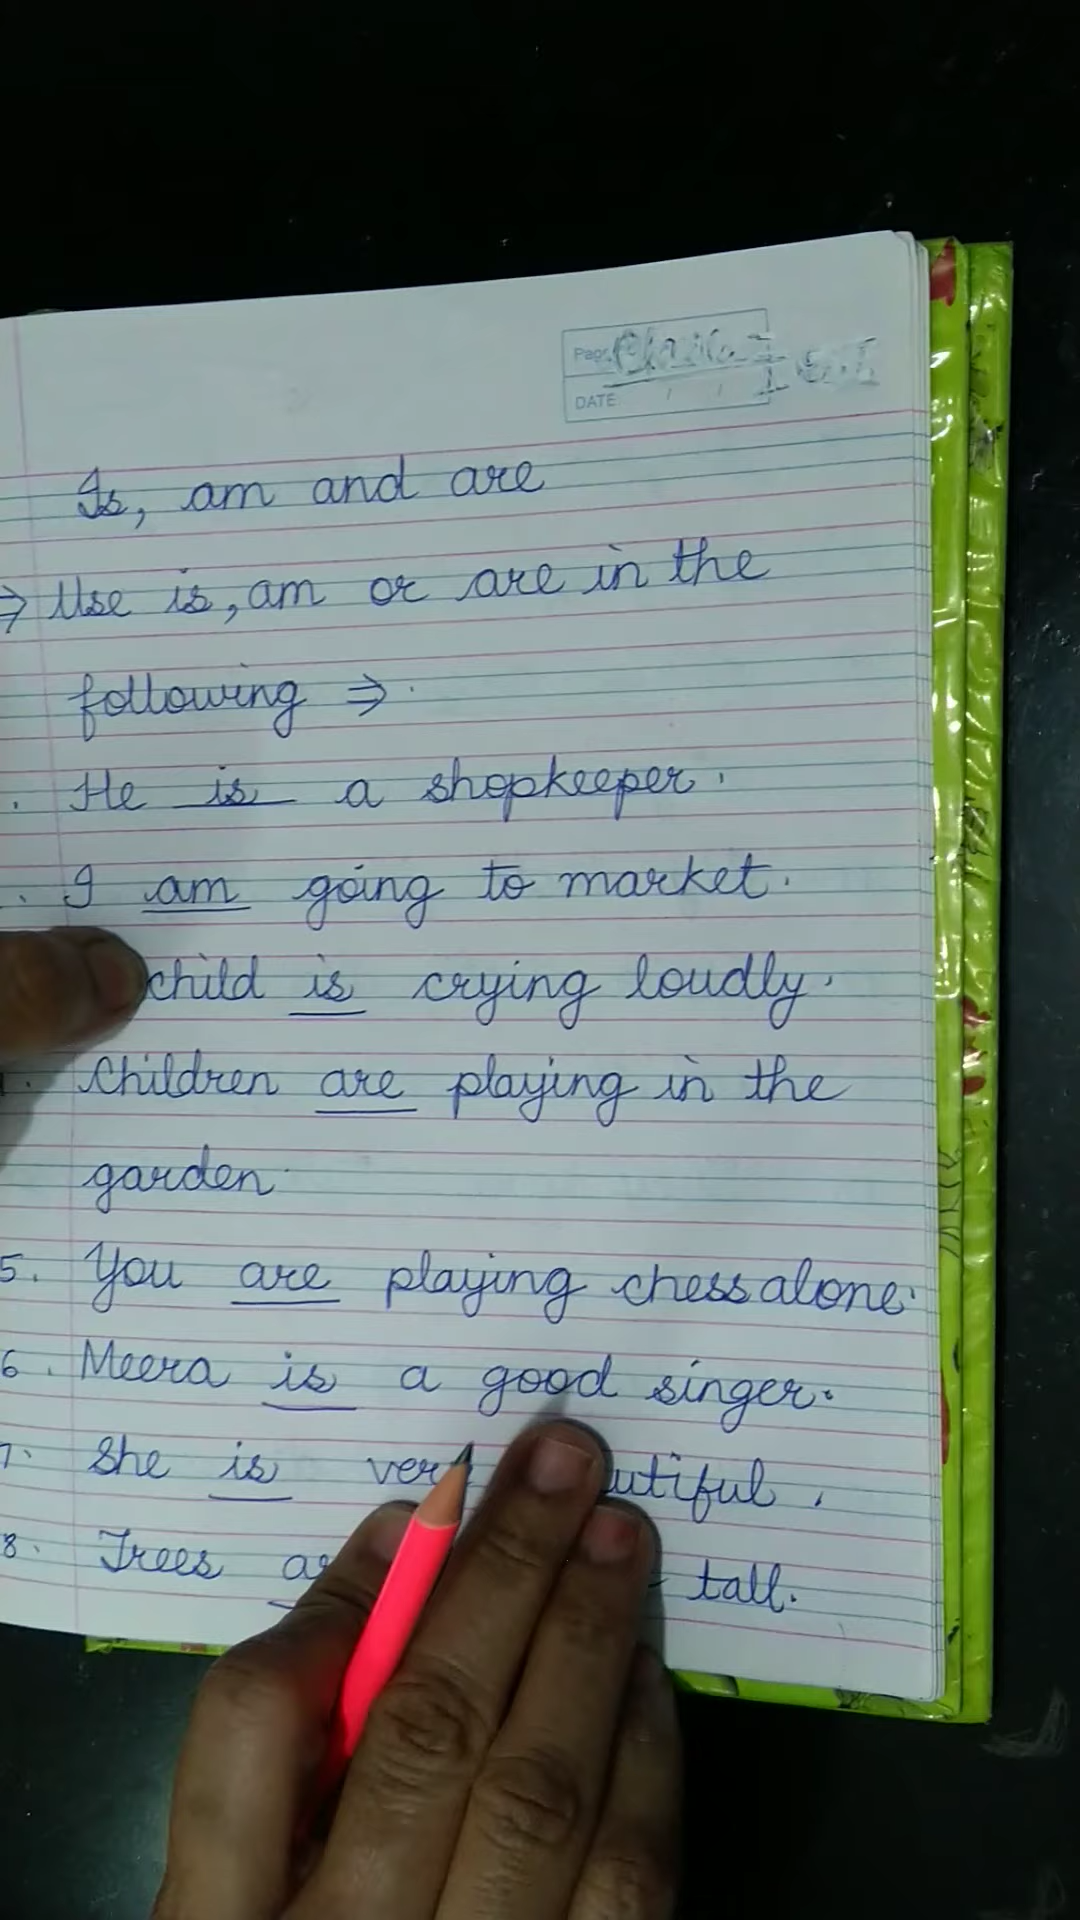 Page
DATE
Is, am and are
⇒ Use is, am or are in the
following ⇒
. He is a shopkeeper.
. I am going to market.
child is crying loudly.
. Children are playing in the
garden.
5. You are playing chess alone.
6. Meera is a good singer.
7. She is utiful.
8. Trees tall.